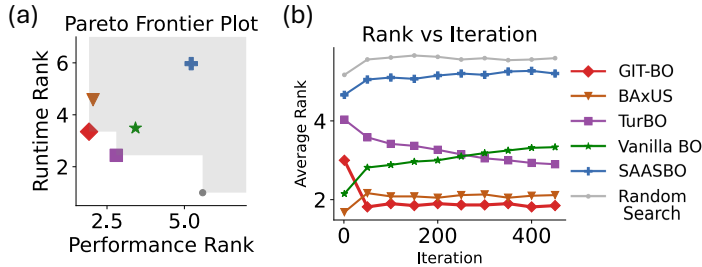 (a)
Pareto Frontier Plot
Runtime Rank
6
4
2
2.5 5.0
Performance Rank
(b)
Rank vs Iteration
Average Rank
4
2
0 200 400
Iteration
GIT-BO
BAxUS
TurBO
Vanilla BO
SAASBO
Random
Search